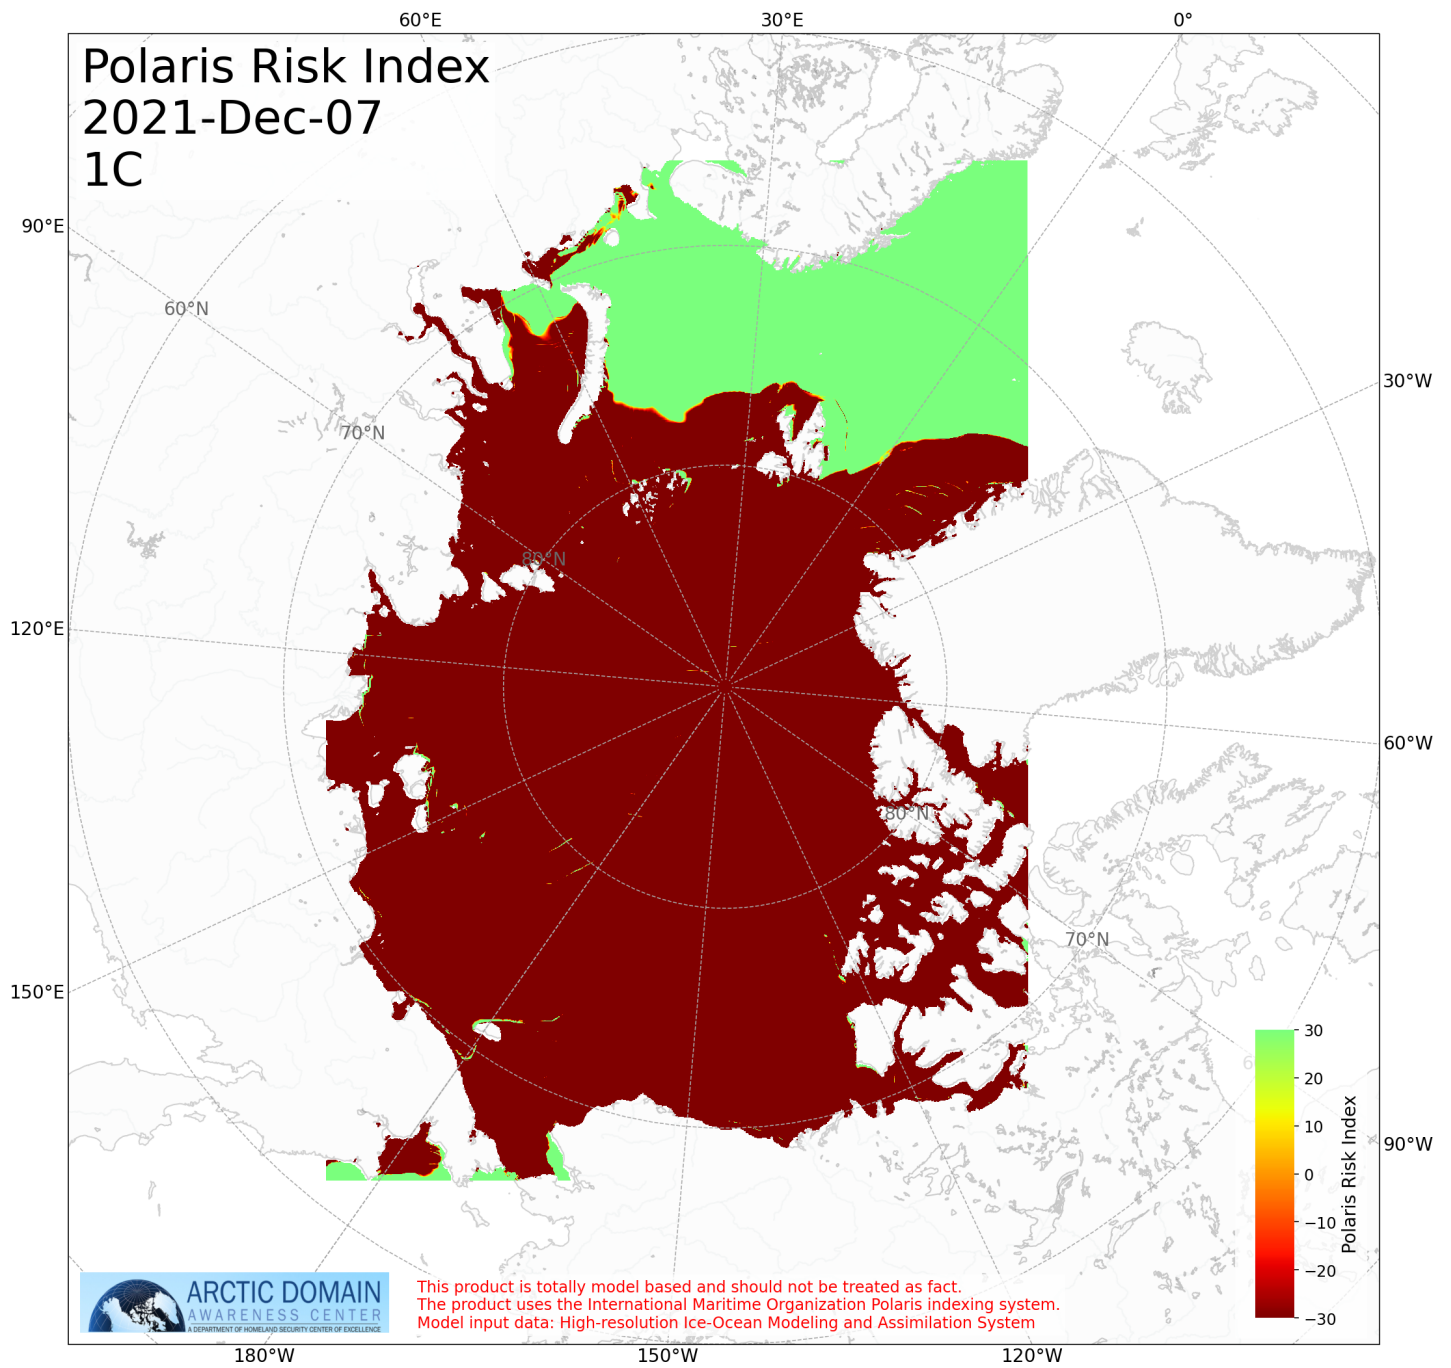 60°E 30°E 0°
Polaris Risk Index
2021-Dec-07
1C
90°E
60°N
30°W
70°N
80°N
120°E
60°W
80°N
70°N
150°E
30
20
10
0
−10
−20
−30
Polaris Risk Index
90°W
ARCTIC DOMAIN
AWARENESS CENTER
A DEPARTMENT OF HOMELAND SECURITY CENTER OF EXCELLENCE
This product is totally model based and should not be treated as fact.
The product uses the International Maritime Organization Polaris indexing system.
Model input data: High-resolution Ice-Ocean Modeling and Assimilation System
180°W 150°W 120°W